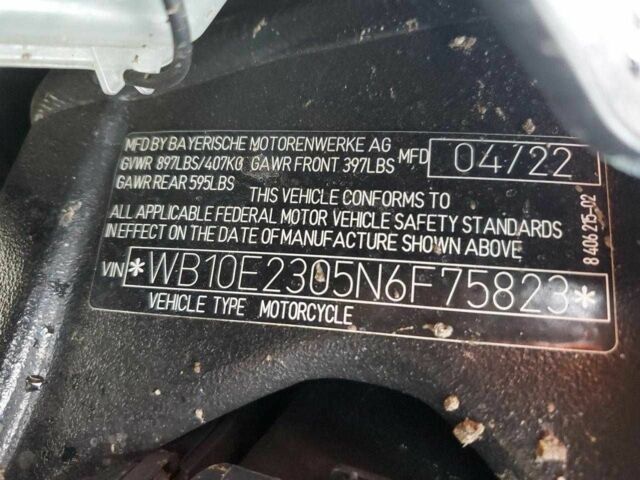 MFD BY BAYERISCHE MOTORENWERKE AG
GVWR 897LBS/407KG GAWR FRONT 397LBS MFD 04/22
GAWR REAR 595LBS
THIS VEHICLE CONFORMS TO
ALL APPLICABLE FEDERAL MOTOR VEHICLE SAFETY STANDARDS
IN EFFECT ON THE DATE OF MANUFACTURE SHOWN ABOVE
VIN *WB10E2305N6F75823*
VEHICLE TYPE MOTORCYCLE
8 406 215-02